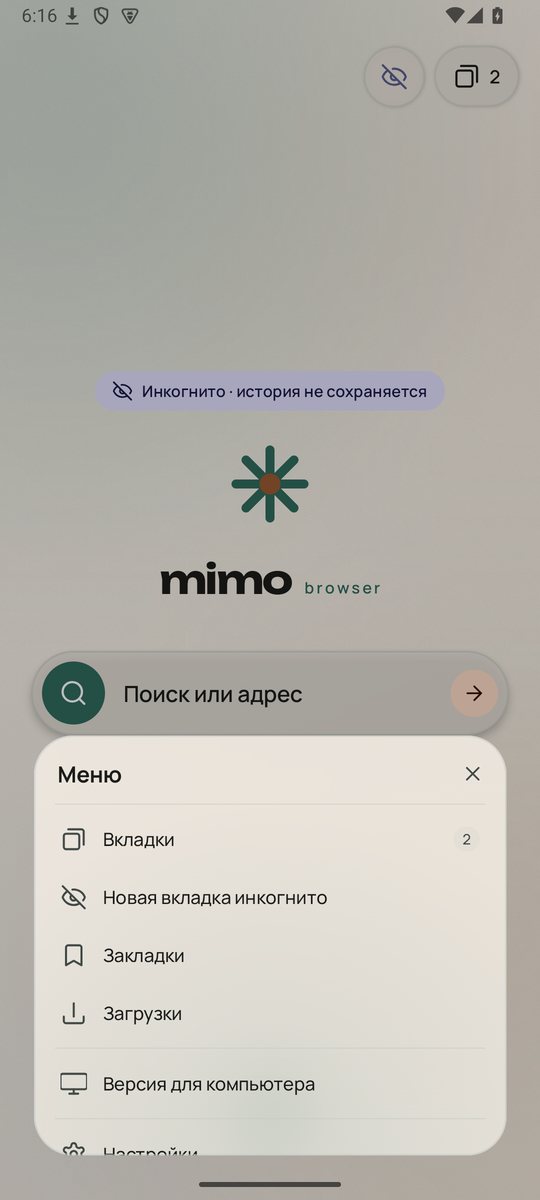 6:16
2
Инкогнито · история не сохраняется
mimo browser
Поиск или адрес
Меню
Вкладки 2
Новая вкладка инкогнито
Закладки
Загрузки
Версия для компьютера
Настройки